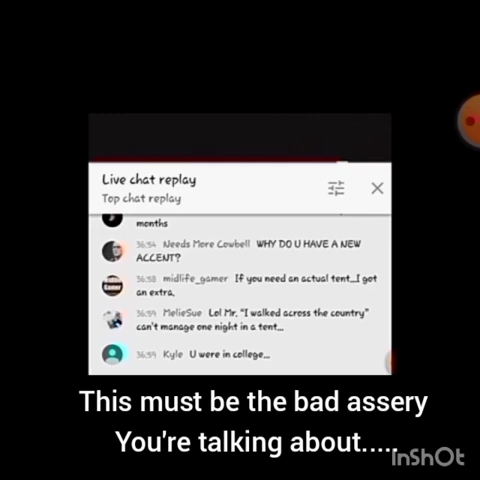 Live chat replay
Top chat replay
months
36:54 Needs More Cowbell WHY DO U HAVE A NEW
ACCENT?
36:58 midlife_gamer If you need an actual tent...I got
an extra.
36:59 MelieSue Lol Mr. "I walked across the country"
can't manage one night in a tent...
36:59 Kyle U were in college...
This must be the bad assery
You're talking about.....
InShOt